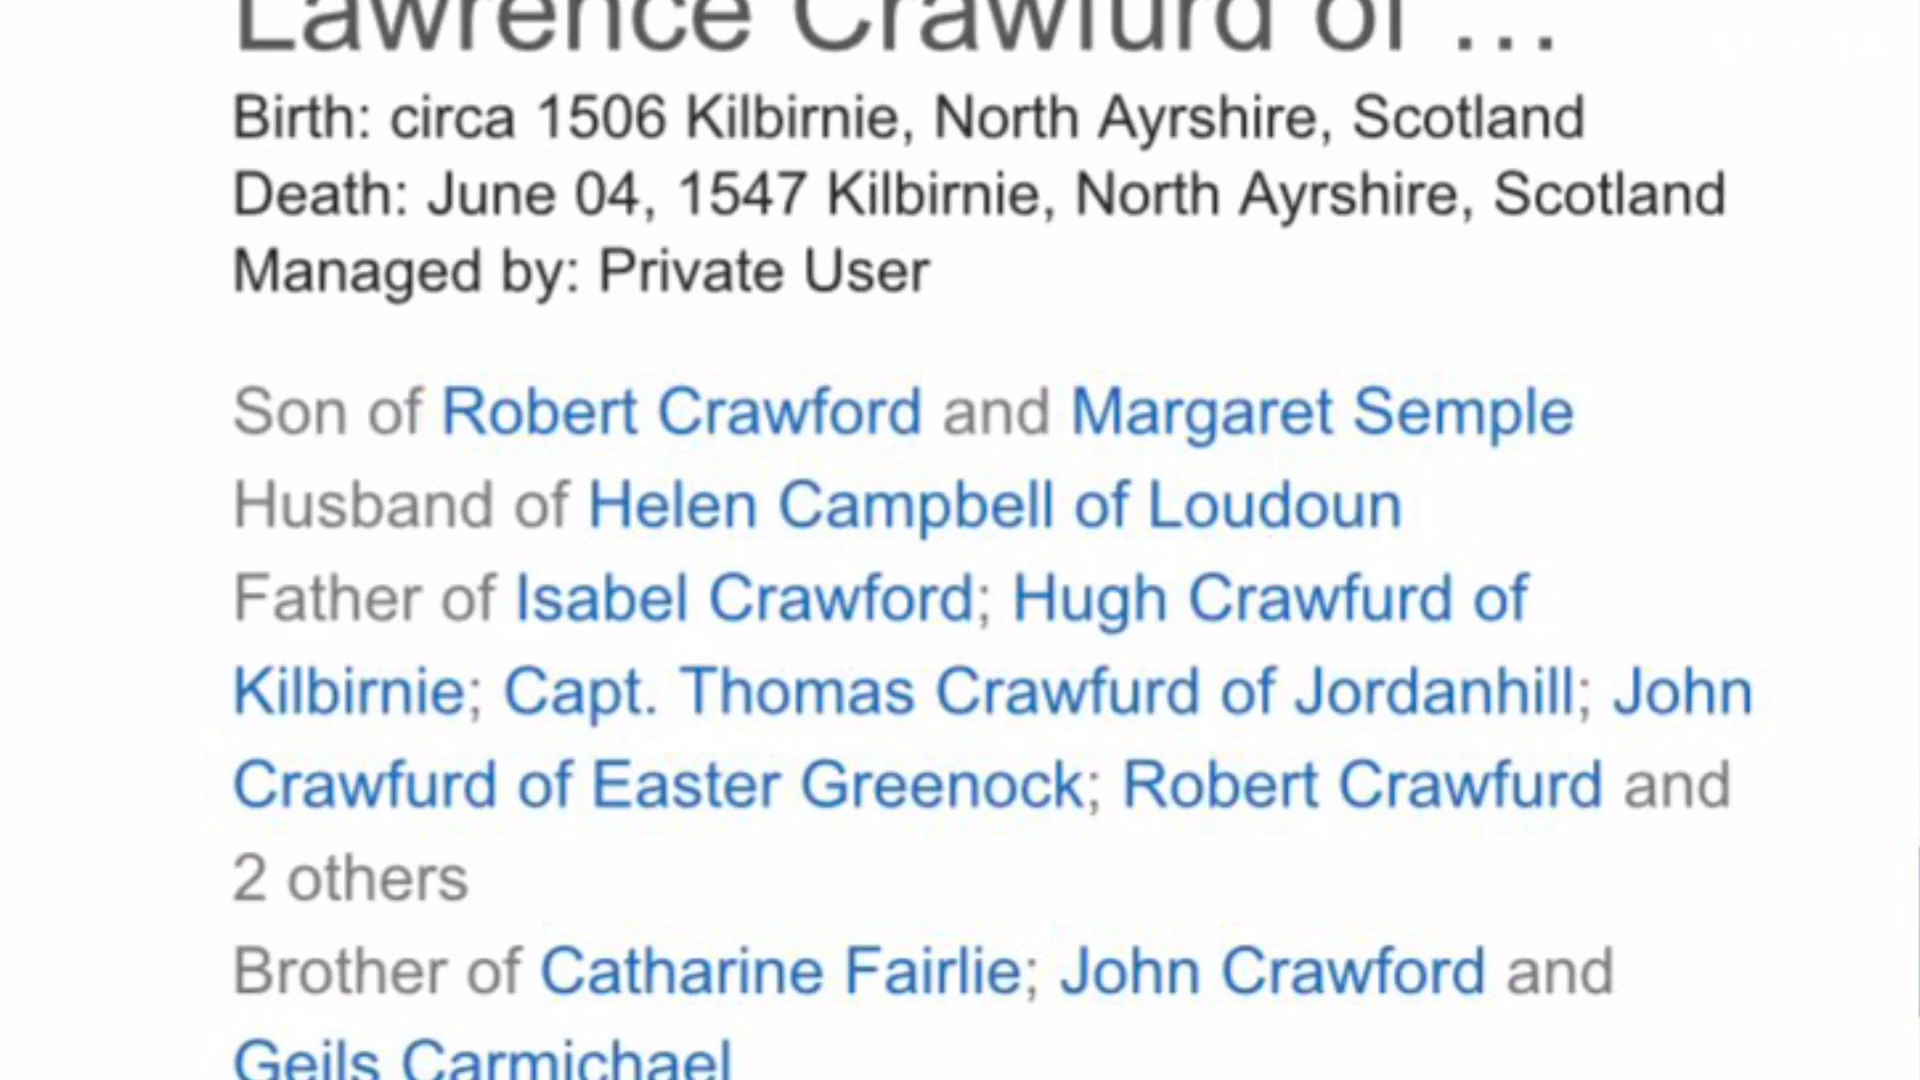 Lawrence Crawfurd of ...
Birth: circa 1506 Kilbirnie, North Ayrshire, Scotland
Death: June 04, 1547 Kilbirnie, North Ayrshire, Scotland
Managed by: Private User
Son of Robert Crawford and Margaret Semple
Husband of Helen Campbell of Loudoun
Father of Isabel Crawford; Hugh Crawfurd of
Kilbirnie; Capt. Thomas Crawfurd of Jordanhill; John
Crawfurd of Easter Greenock; Robert Crawfurd and
2 others
Brother of Catharine Fairlie; John Crawford and
Geils Carmichael